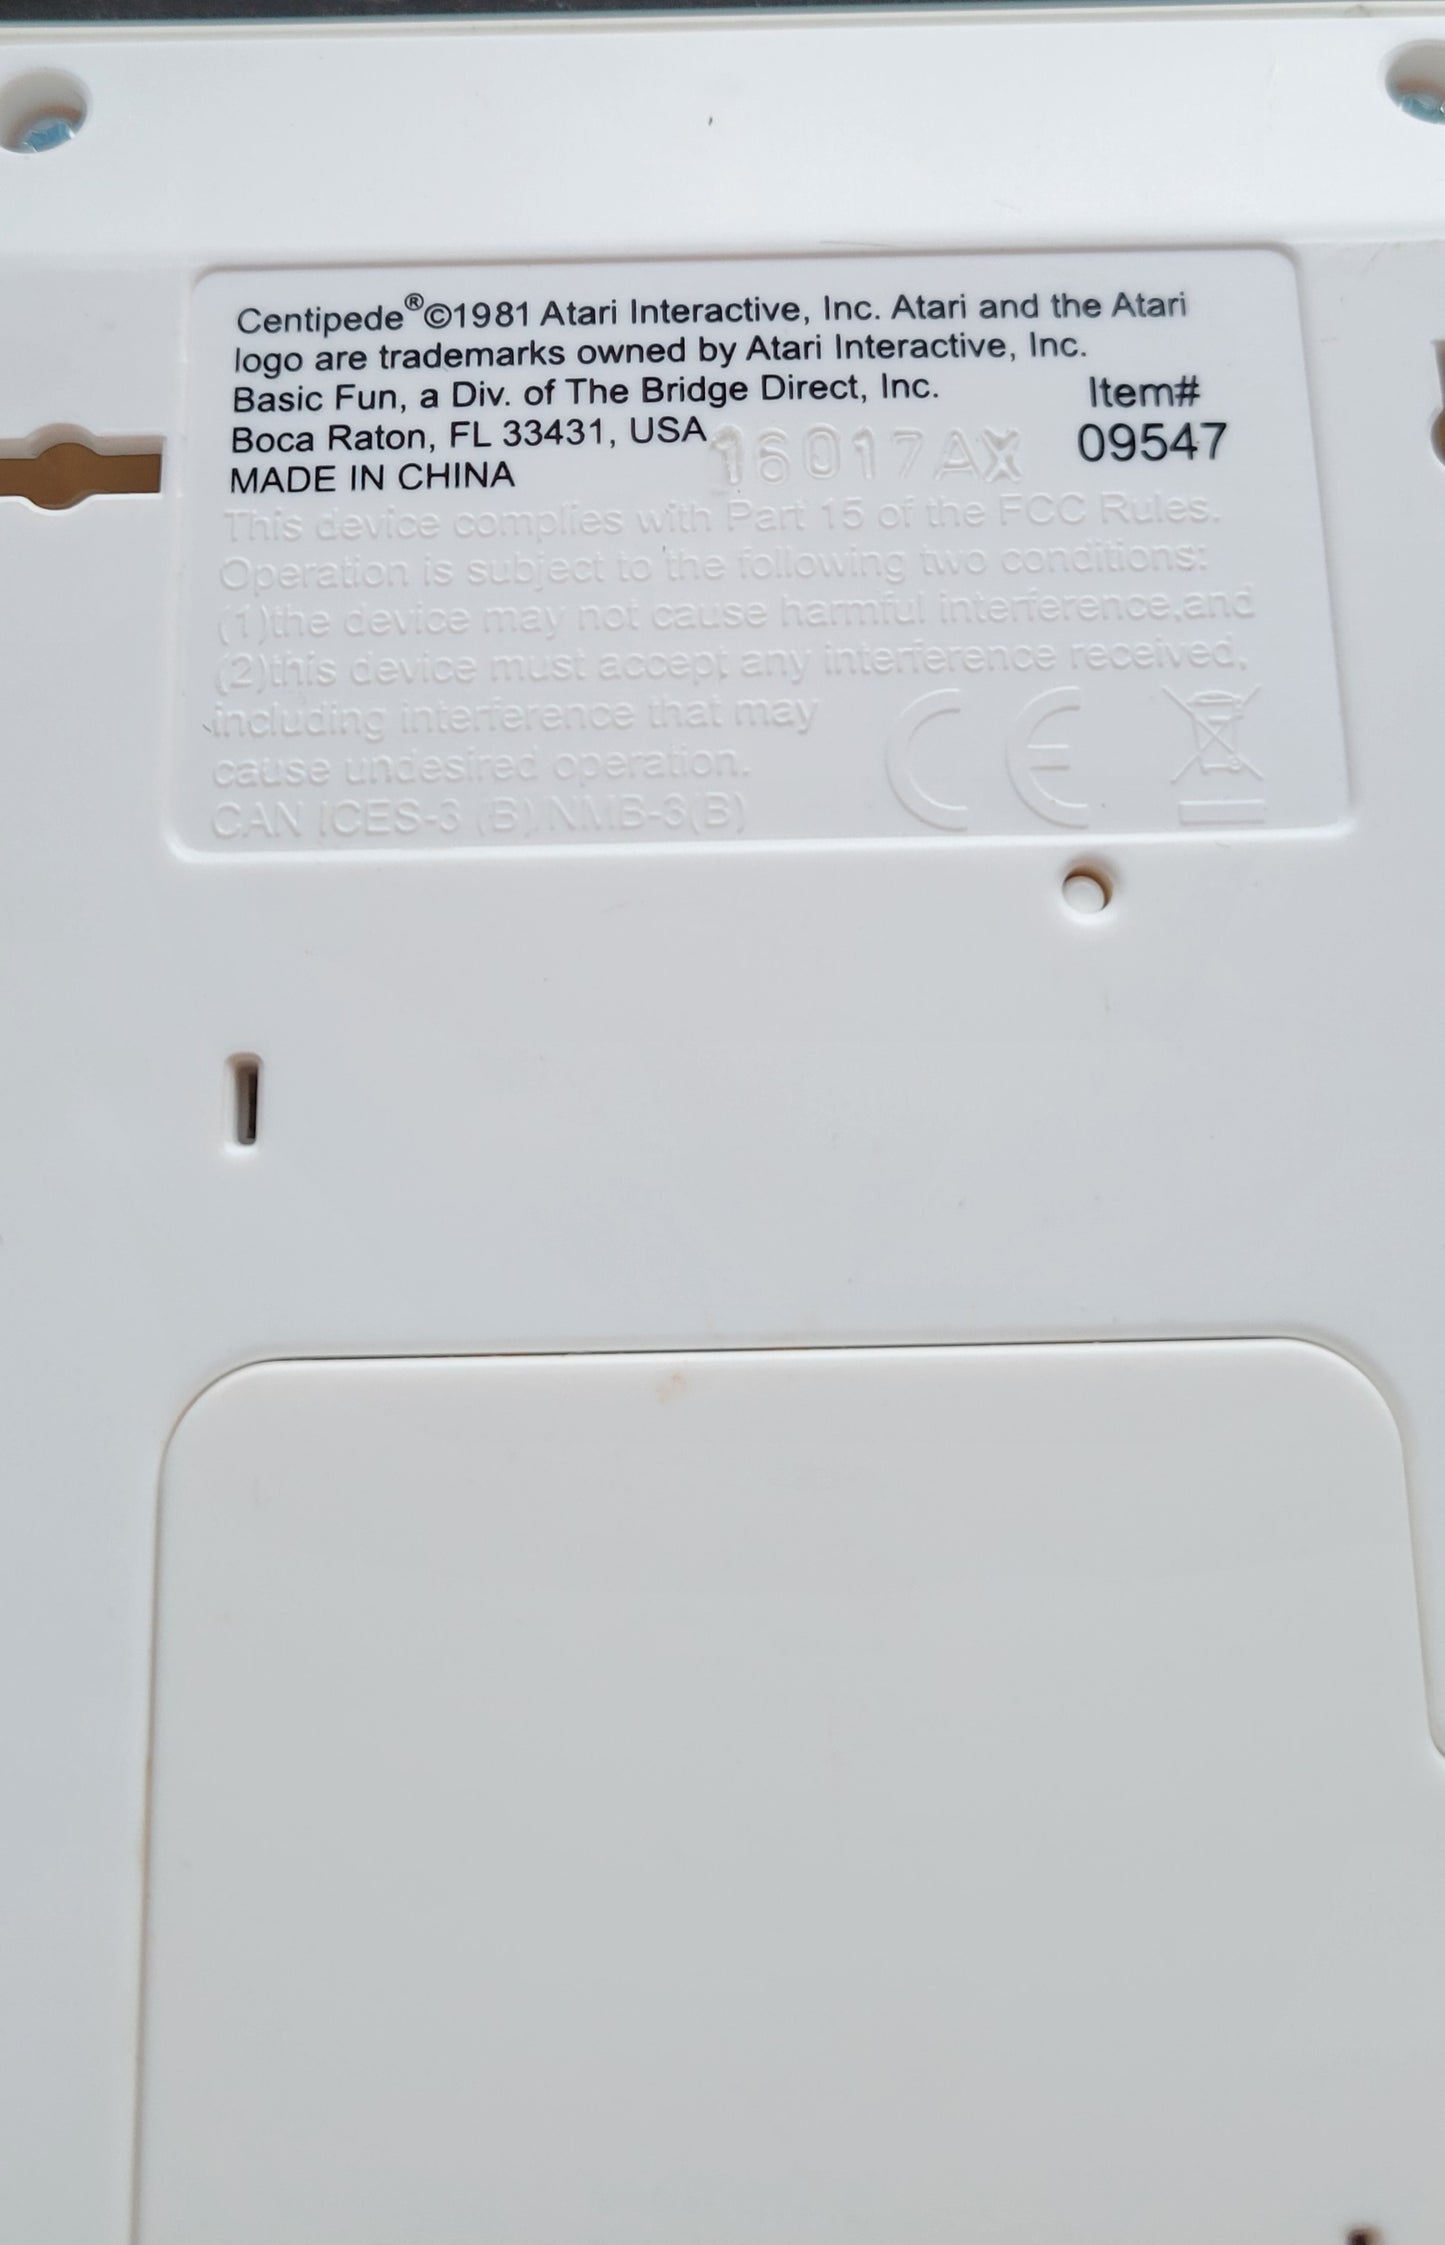 Centipede®©1981 Atari Interactive, Inc. Atari and the Atari
logo are trademarks owned by Atari Interactive, Inc.
Basic Fun, a Div. of The Bridge Direct, Inc.
Boca Raton, FL 33431, USA
MADE IN CHINA
16017AX
Item#
09547
This device complies with Part 15 of the FCC Rules.
Operation is subject to the following two conditions:
(1)the device may not cause harmful interference,and
(2)this device must accept any interference received,
including interference that may
cause undesired operation.
CAN ICES-3 (B)/NMB-3(B)
CE